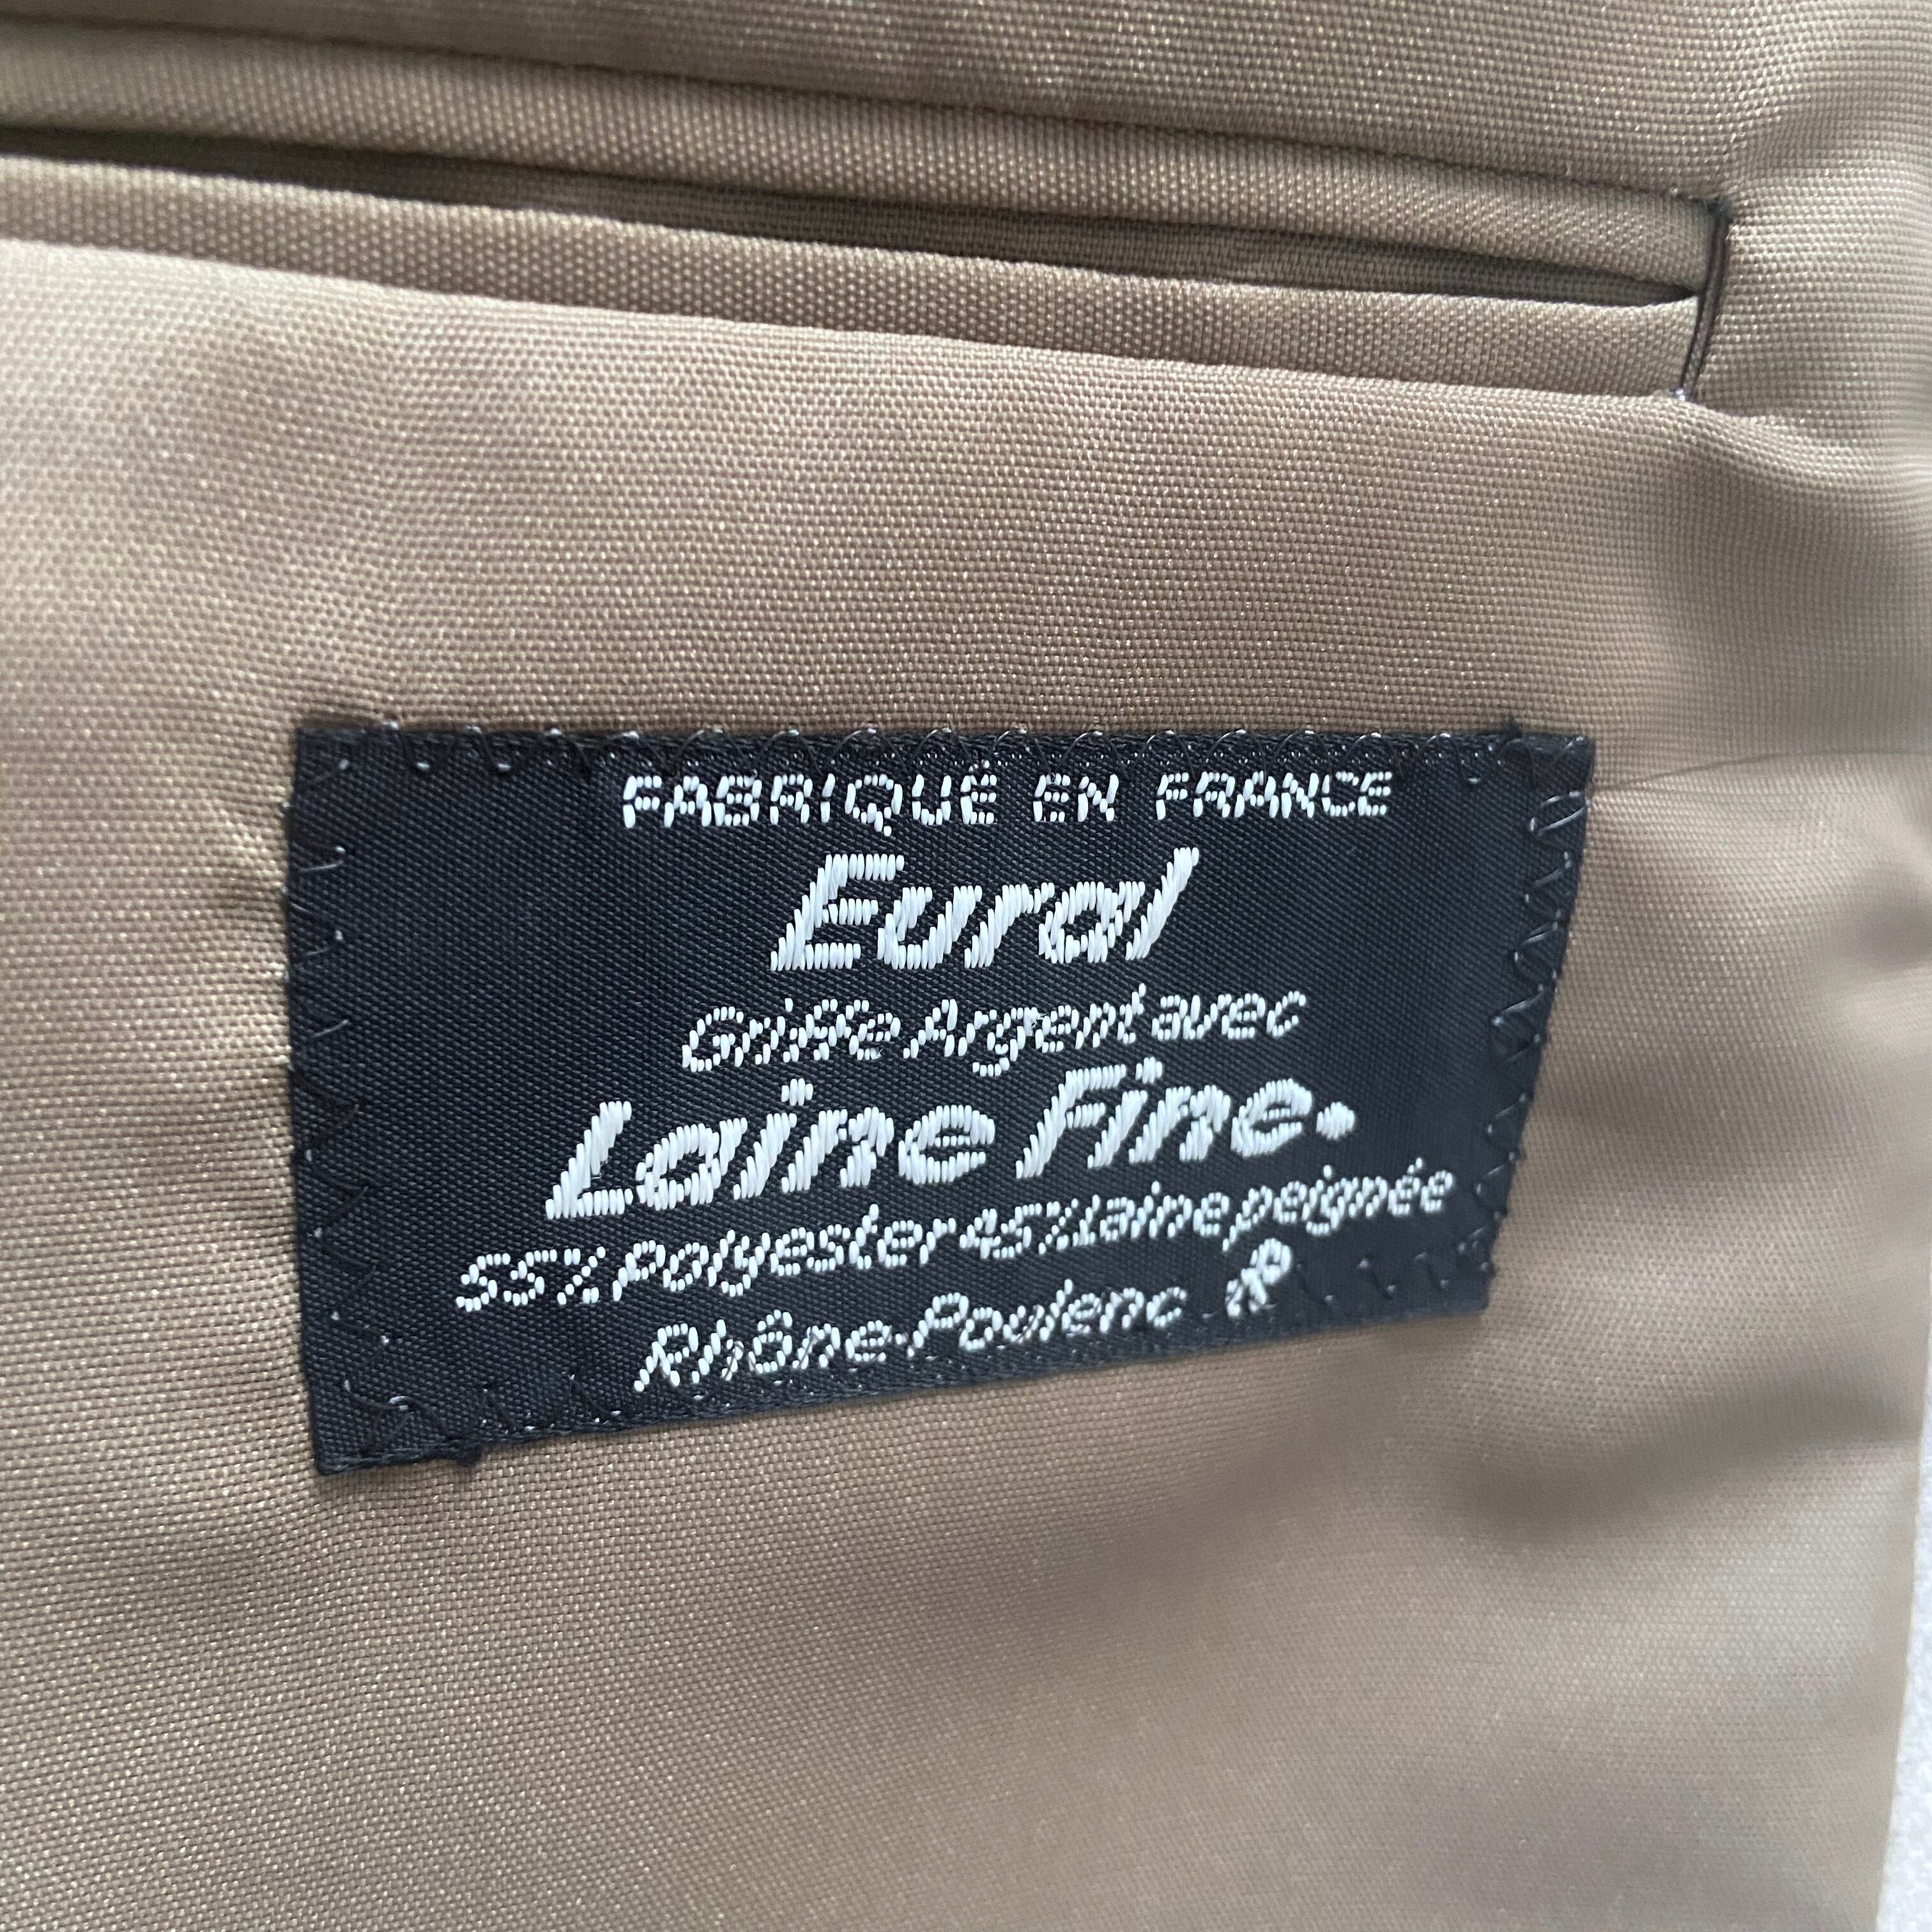 FABRIQUÉ EN FRANCE
Eural
Griffe Argent avec
Laine Fine.
55% Polyester 45% Laine peignée
Rhône-Poulenc